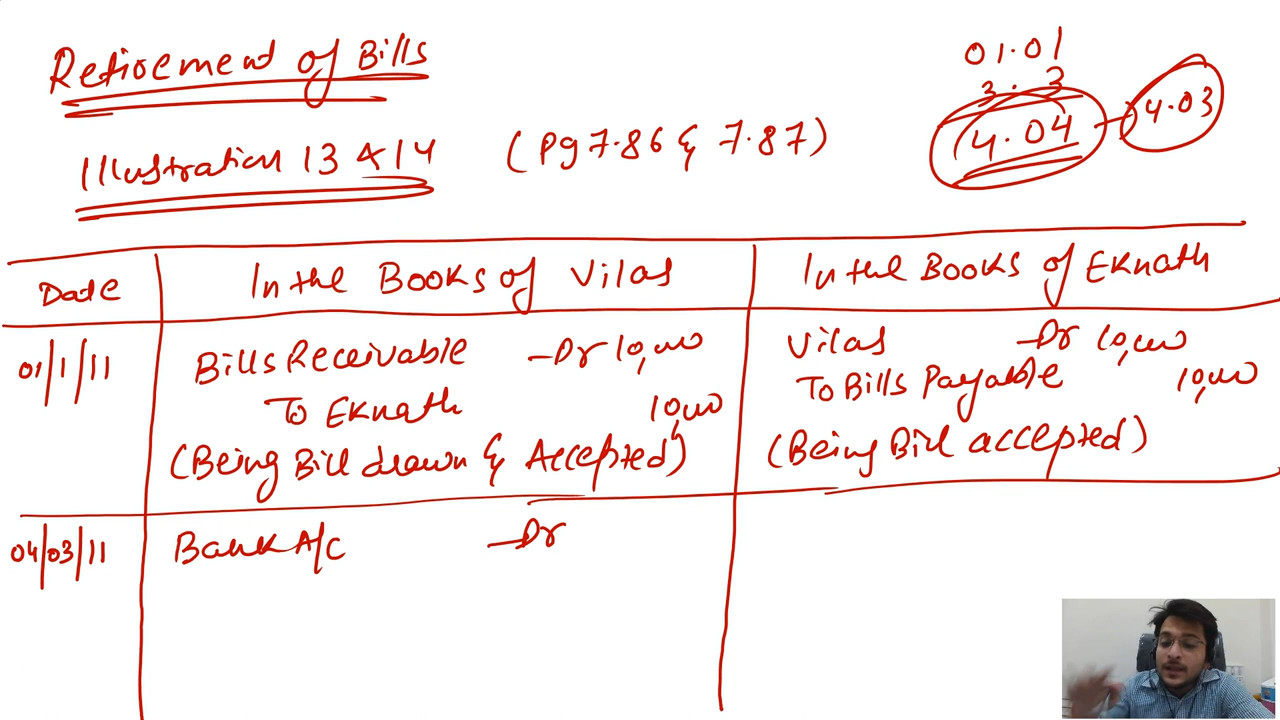 Retirement of Bills
Illustration 13 & 14 (Pg 7.86 & 7.87)
01.01
3. 3
4.04 — 4.03
Date
In the Books of Vilas
In the Books of Eknath
01/1/11
Bills Receivable —Dr 10,000
To Eknath 10,000
(Being Bill drawn & Accepted)
Vilas —Dr 10,000
To Bills Payable 10,000
(Being Bill accepted)
04/03/11
Bank A/c —Dr